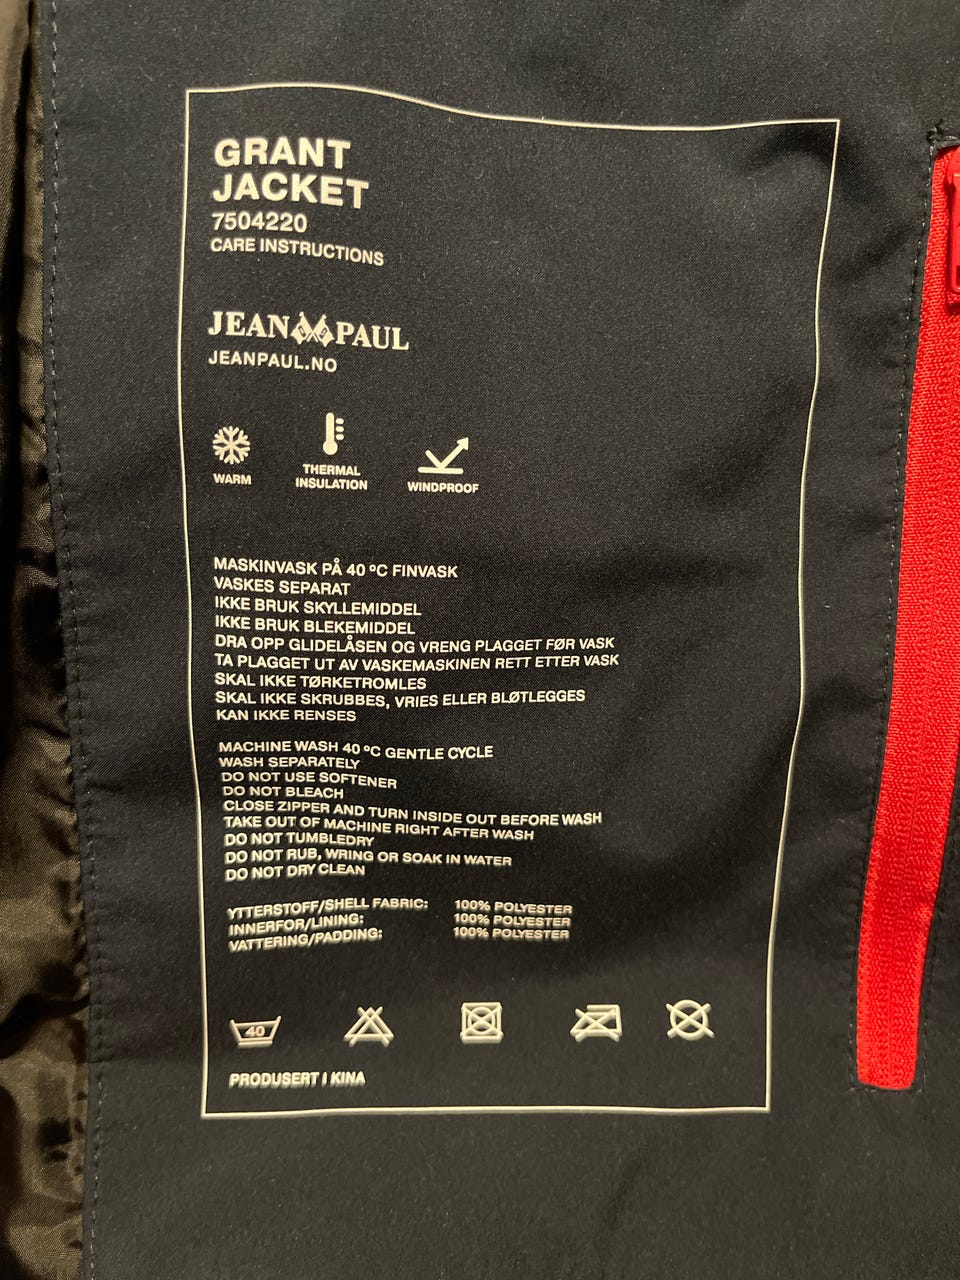 GRANT
JACKET
7504220
CARE INSTRUCTIONS
JEAN PAUL
JEANPAUL.NO
WARM
THERMAL
INSULATION
WINDPROOF
MASKINVASK PÅ 40 ºC FINVASK
VASKES SEPARAT
IKKE BRUK SKYLLEMIDDEL
IKKE BRUK BLEKEMIDDEL
DRA OPP GLIDELÅSEN OG VRENG PLAGGET FØR VASK
TA PLAGGET UT AV VASKEMASKINEN RETT ETTER VASK
SKAL IKKE TØRKETROMLES
SKAL IKKE SKRUBBES, VRIES ELLER BLØTLEGGES
KAN IKKE RENSES
MACHINE WASH 40 ºC GENTLE CYCLE
WASH SEPARATELY
DO NOT USE SOFTENER
DO NOT BLEACH
CLOSE ZIPPER AND TURN INSIDE OUT BEFORE WASH
TAKE OUT OF MACHINE RIGHT AFTER WASH
DO NOT TUMBLEDRY
DO NOT RUB, WRING OR SOAK IN WATER
DO NOT DRY CLEAN
YTTERSTOFF/SHELL FABRIC: 100% POLYESTER
INNERFOR/LINING: 100% POLYESTER
VATTERING/PADDING: 100% POLYESTER
40
PRODUSERT I KINA